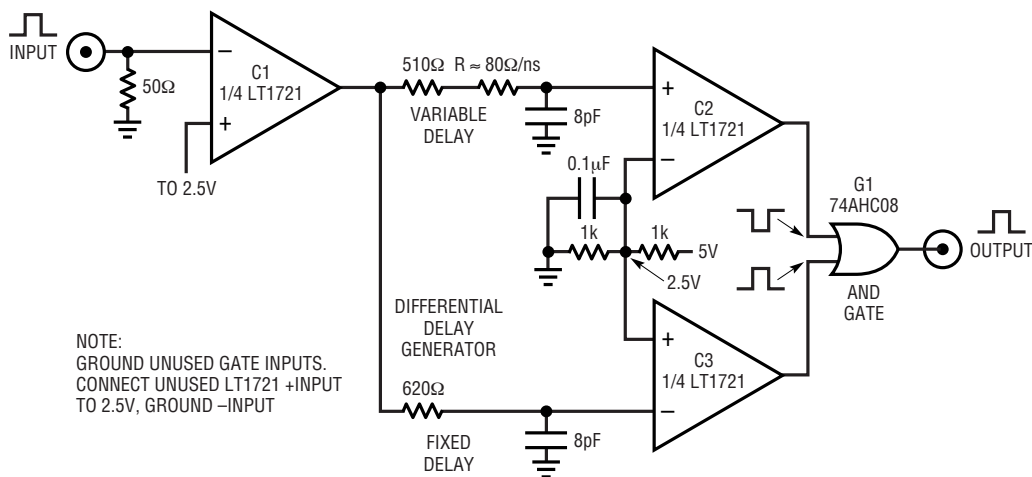 INPUT
50Ω
−
+
C1
1/4 LT1721
TO 2.5V
510Ω
R ≈ 80Ω/ns
VARIABLE
DELAY
8pF
+
−
C2
1/4 LT1721
0.1µF
1k
1k
5V
2.5V
G1
74AHC08
OUTPUT
AND
GATE
DIFFERENTIAL
DELAY
GENERATOR
+
−
C3
1/4 LT1721
620Ω
FIXED
DELAY
8pF
NOTE:
GROUND UNUSED GATE INPUTS.
CONNECT UNUSED LT1721 +INPUT
TO 2.5V, GROUND –INPUT